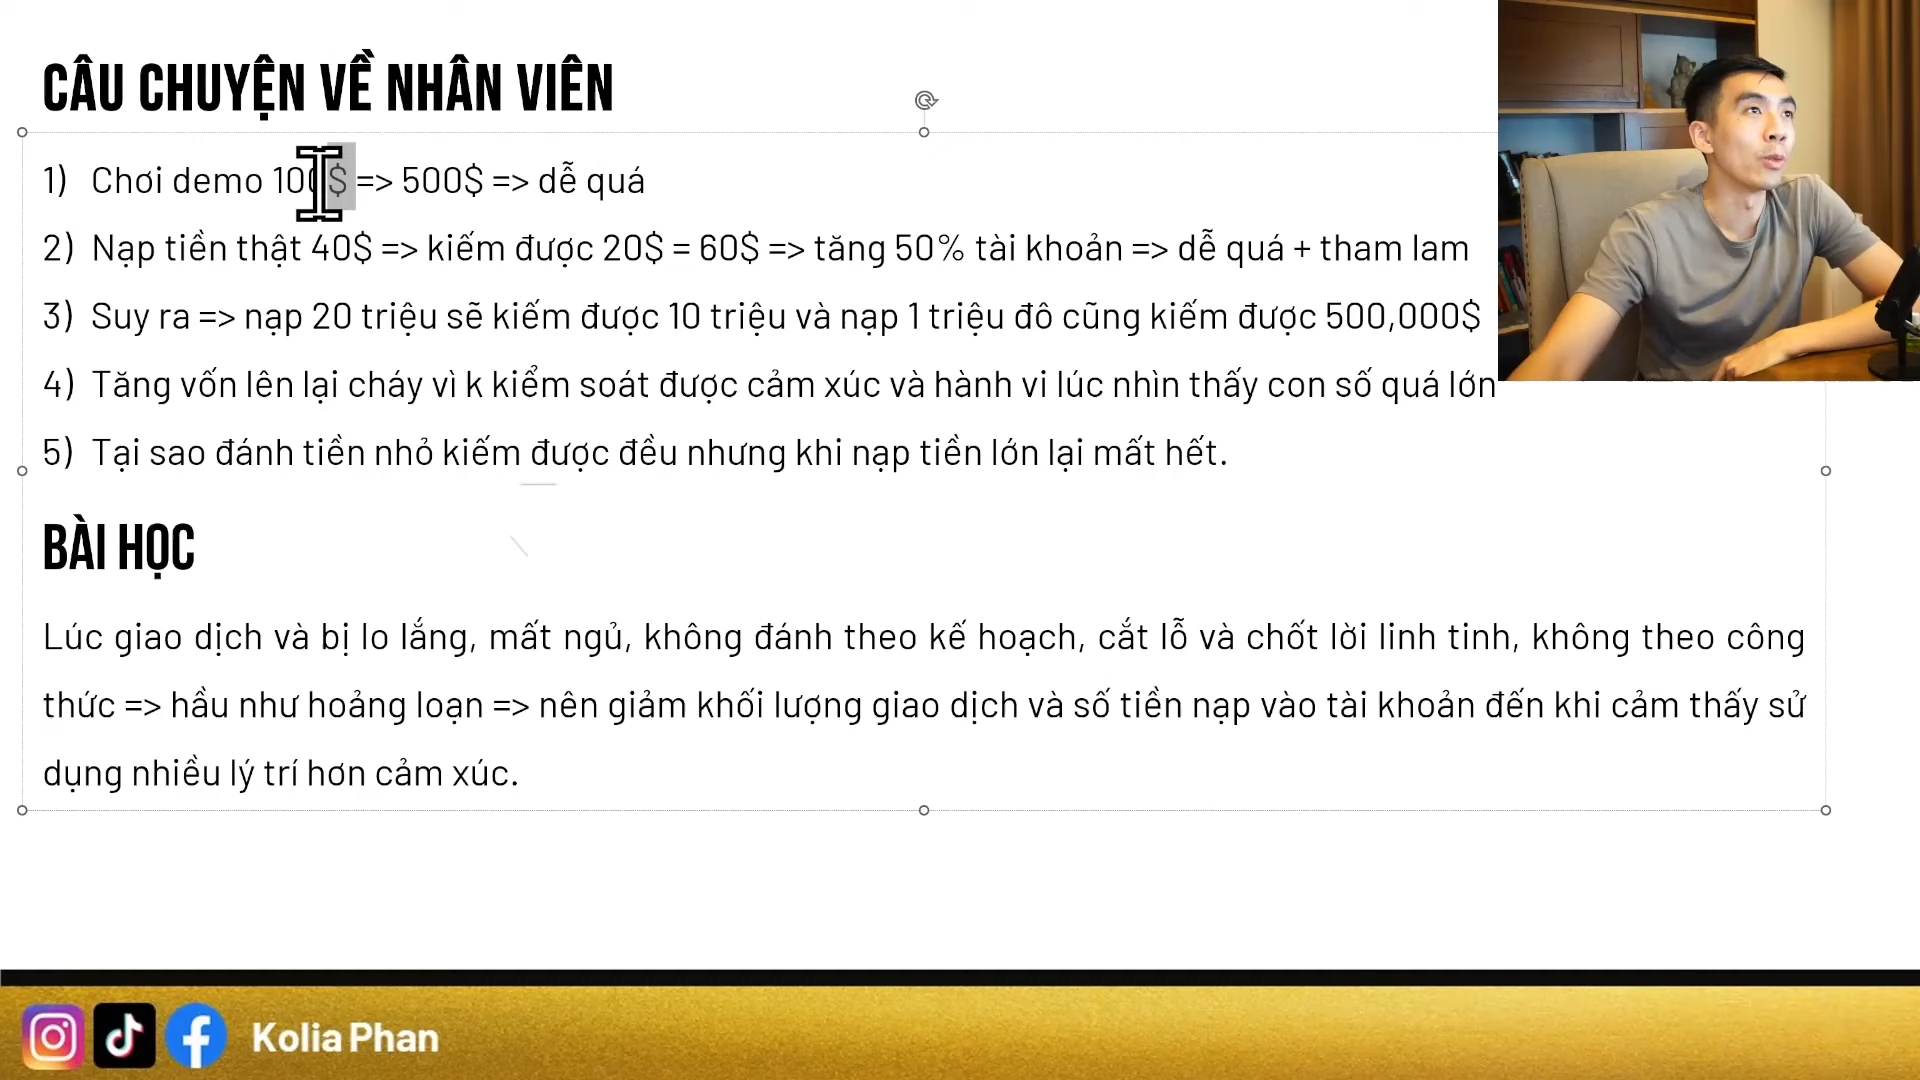 CÂU CHUYỆN VỀ NHÂN VIÊN
1) Chơi demo 100$ => 500$ => dễ quá
2) Nạp tiền thật 40$ => kiếm được 20$ = 60$ => tăng 50% tài khoản => dễ quá + tham lam
3) Suy ra => nạp 20 triệu sẽ kiếm được 10 triệu và nạp 1 triệu đô cũng kiếm được 500,000$
4) Tăng vốn lên lại cháy vì k kiểm soát được cảm xúc và hành vi lúc nhìn thấy con số quá lớn
5) Tại sao đánh tiền nhỏ kiếm được đều nhưng khi nạp tiền lớn lại mất hết.
BÀI HỌC
Lúc giao dịch và bị lo lắng, mất ngủ, không đánh theo kế hoạch, cắt lỗ và chốt lời linh tinh, không theo công
thức => hầu như hoảng loạn => nên giảm khối lượng giao dịch và số tiền nạp vào tài khoản đến khi cảm thấy sử
dụng nhiều lý trí hơn cảm xúc.
Kolia Phan